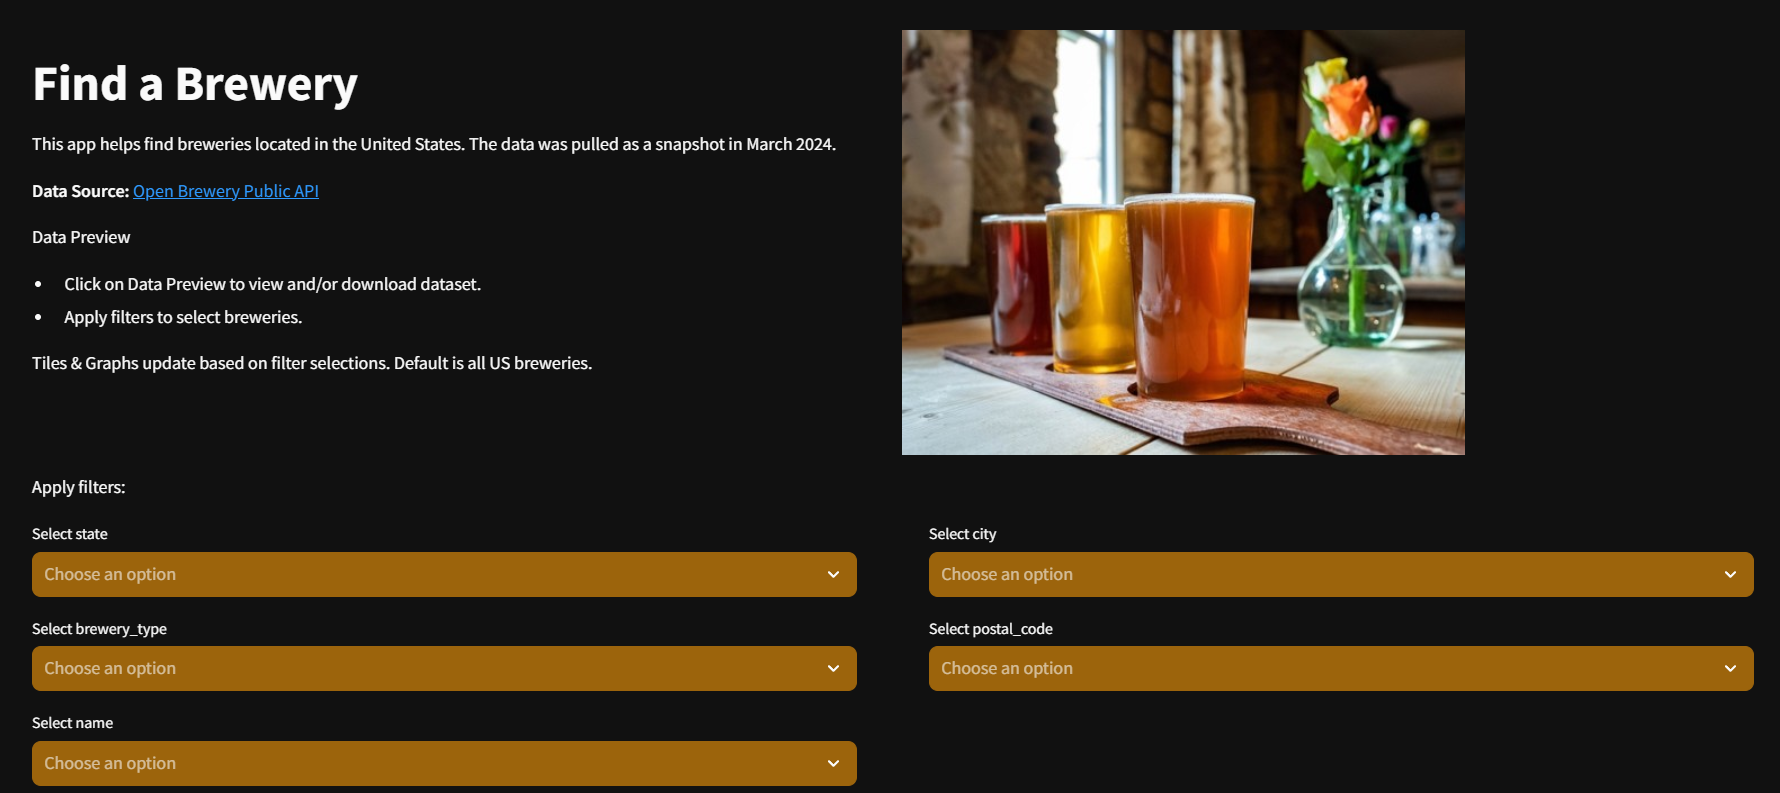 Find a Brewery
This app helps find breweries located in the United States. The data was pulled as a snapshot in March 2024.
Data Source: Open Brewery Public API
Data Preview
• Click on Data Preview to view and/or download dataset.
• Apply filters to select breweries.
Tiles & Graphs update based on filter selections. Default is all US breweries.
Apply filters:
Select state
Choose an option
Select city
Choose an option
Select brewery_type
Choose an option
Select postal_code
Choose an option
Select name
Choose an option